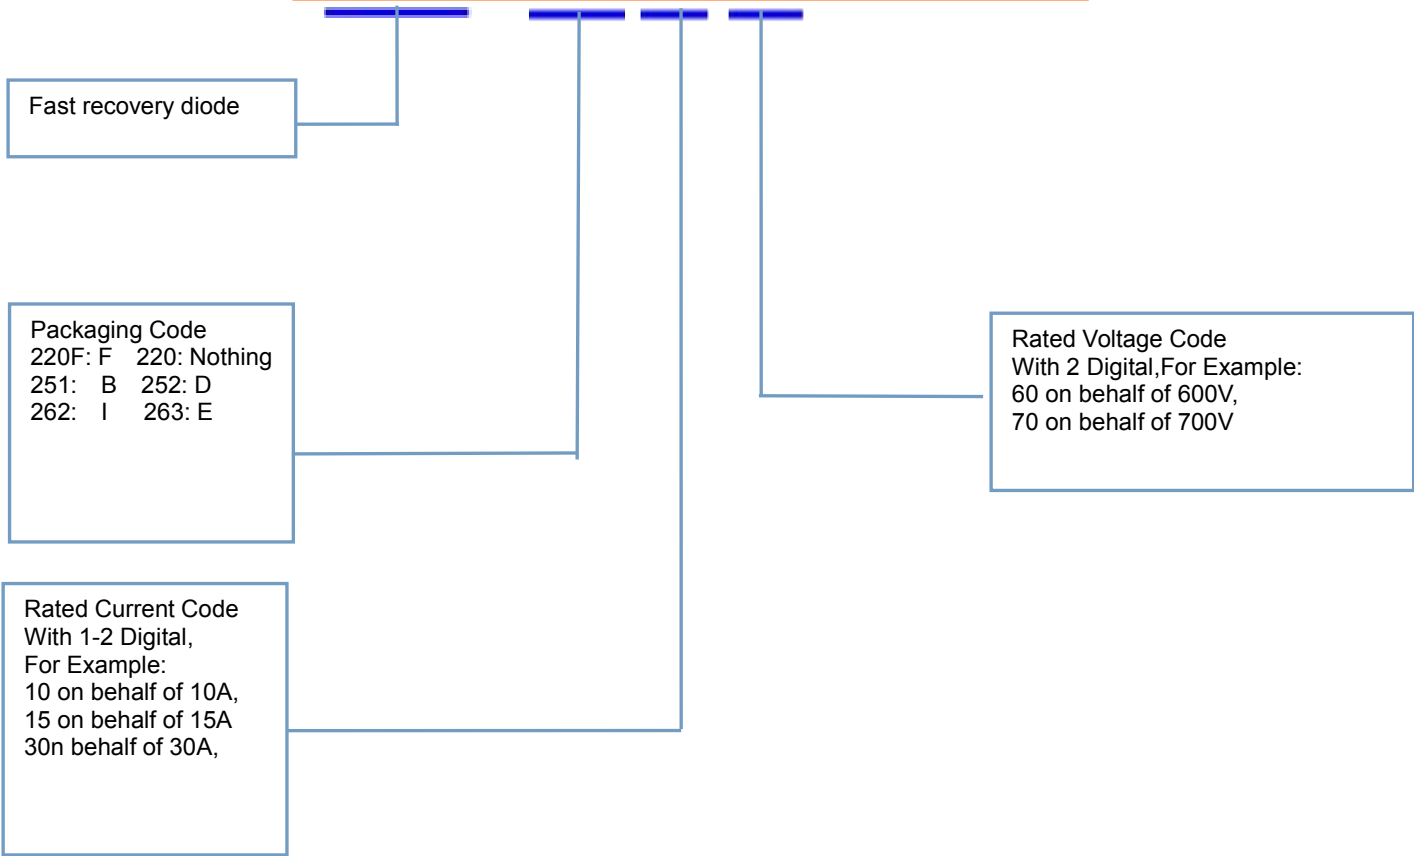 Fast recovery diode
Packaging Code
220F: F 220: Nothing
251: B 252: D
262: I 263: E
Rated Voltage Code
With 2 Digital,For Example:
60 on behalf of 600V,
70 on behalf of 700V
Rated Current Code
With 1-2 Digital,
For Example:
10 on behalf of 10A,
15 on behalf of 15A
30n behalf of 30A,